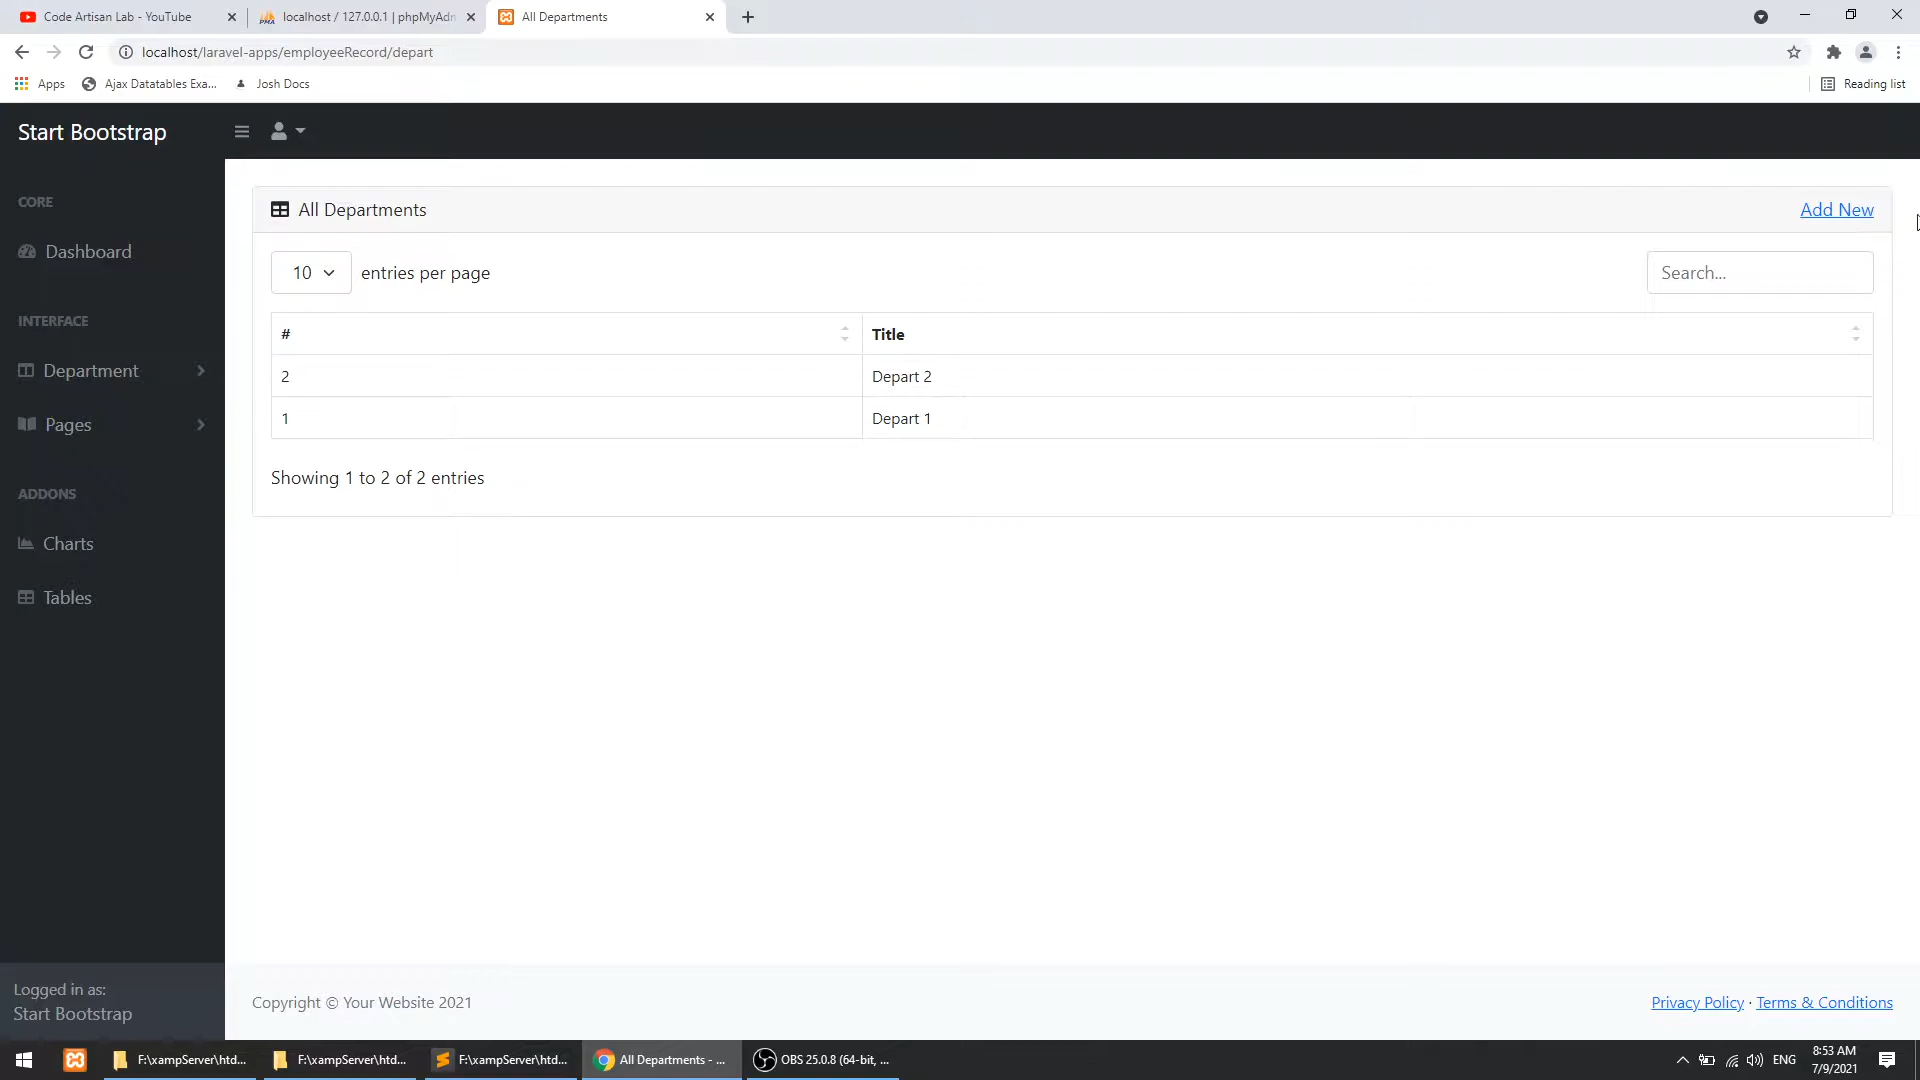 Code Artisan Lab - YouTube
localhost / 127.0.0.1 | phpMyAdn
All Departments
localhost/laravel-apps/employeeRecord/depart
Apps
Ajax Datatables Exa...
Josh Docs
Reading list
Start Bootstrap
CORE
Dashboard
INTERFACE
Department
Pages
ADDONS
Charts
Tables
Logged in as:
Start Bootstrap
All Departments
Add New
10 entries per page
Search...
# Title
2 Depart 2
1 Depart 1
Showing 1 to 2 of 2 entries
Copyright © Your Website 2021
Privacy Policy · Terms & Conditions
F:\xampServer\htd...
F:\xampServer\htd...
F:\xampServer\htd...
All Departments - ...
OBS 25.0.8 (64-bit, ...
ENG
8:53 AM
7/9/2021